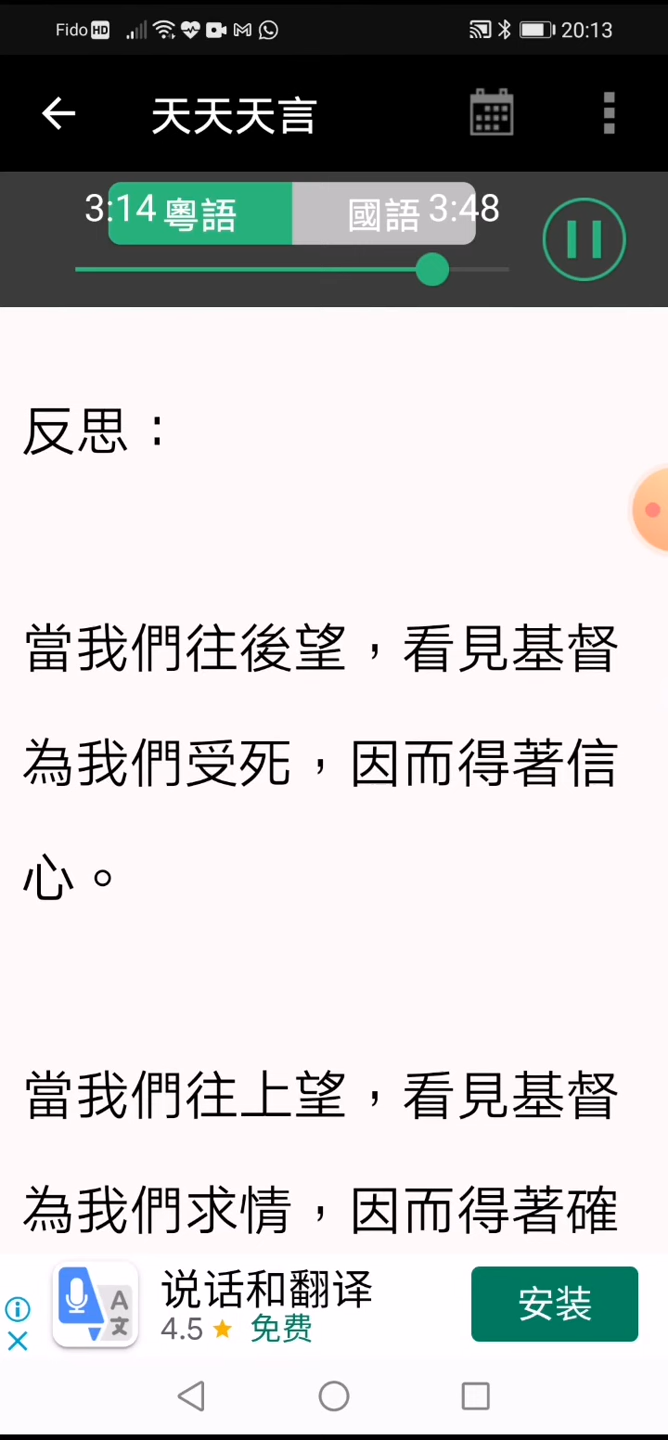 Fido HD 20:13
天天天言
3:14 粵語 國語 3:48
反思：
當我們往後望，看見基督
為我們受死，因而得著信
心。
當我們往上望，看見基督
為我們求情，因而得著確
说话和翻译
4.5 ★ 免费
安装
A
文